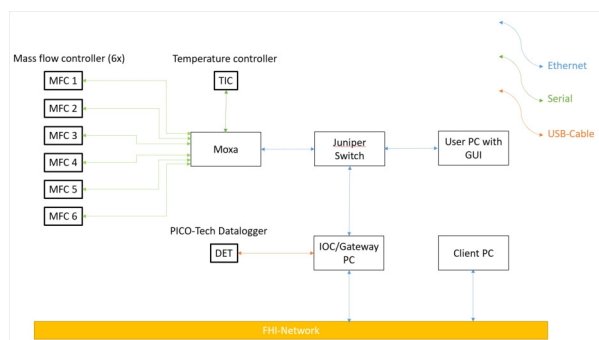 Mass flow controller (6x)
Temperature controller
Ethernet
Serial
USB-Cable
MFC 1
MFC 2
MFC 3
MFC 4
MFC 5
MFC 6
TIC
Moxa
Juniper
Switch
User PC with
GUI
PICO-Tech Datalogger
DET
IOC/Gateway
PC
Client PC
FHI-Network